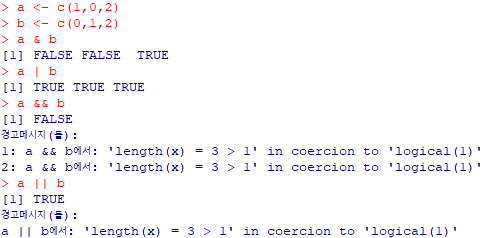 > a <- c(1,0,2)
> b <- c(0,1,2)
> a & b
[1] FALSE FALSE  TRUE
> a | b
[1] TRUE TRUE TRUE
> a && b
[1] FALSE
경고메시지(들):
1: a && b에서: 'length(x) = 3 > 1' in coercion to 'logical(1)'
2: a && b에서: 'length(x) = 3 > 1' in coercion to 'logical(1)'
> a || b
[1] TRUE
경고메시지(들):
a || b에서: 'length(x) = 3 > 1' in coercion to 'logical(1)'